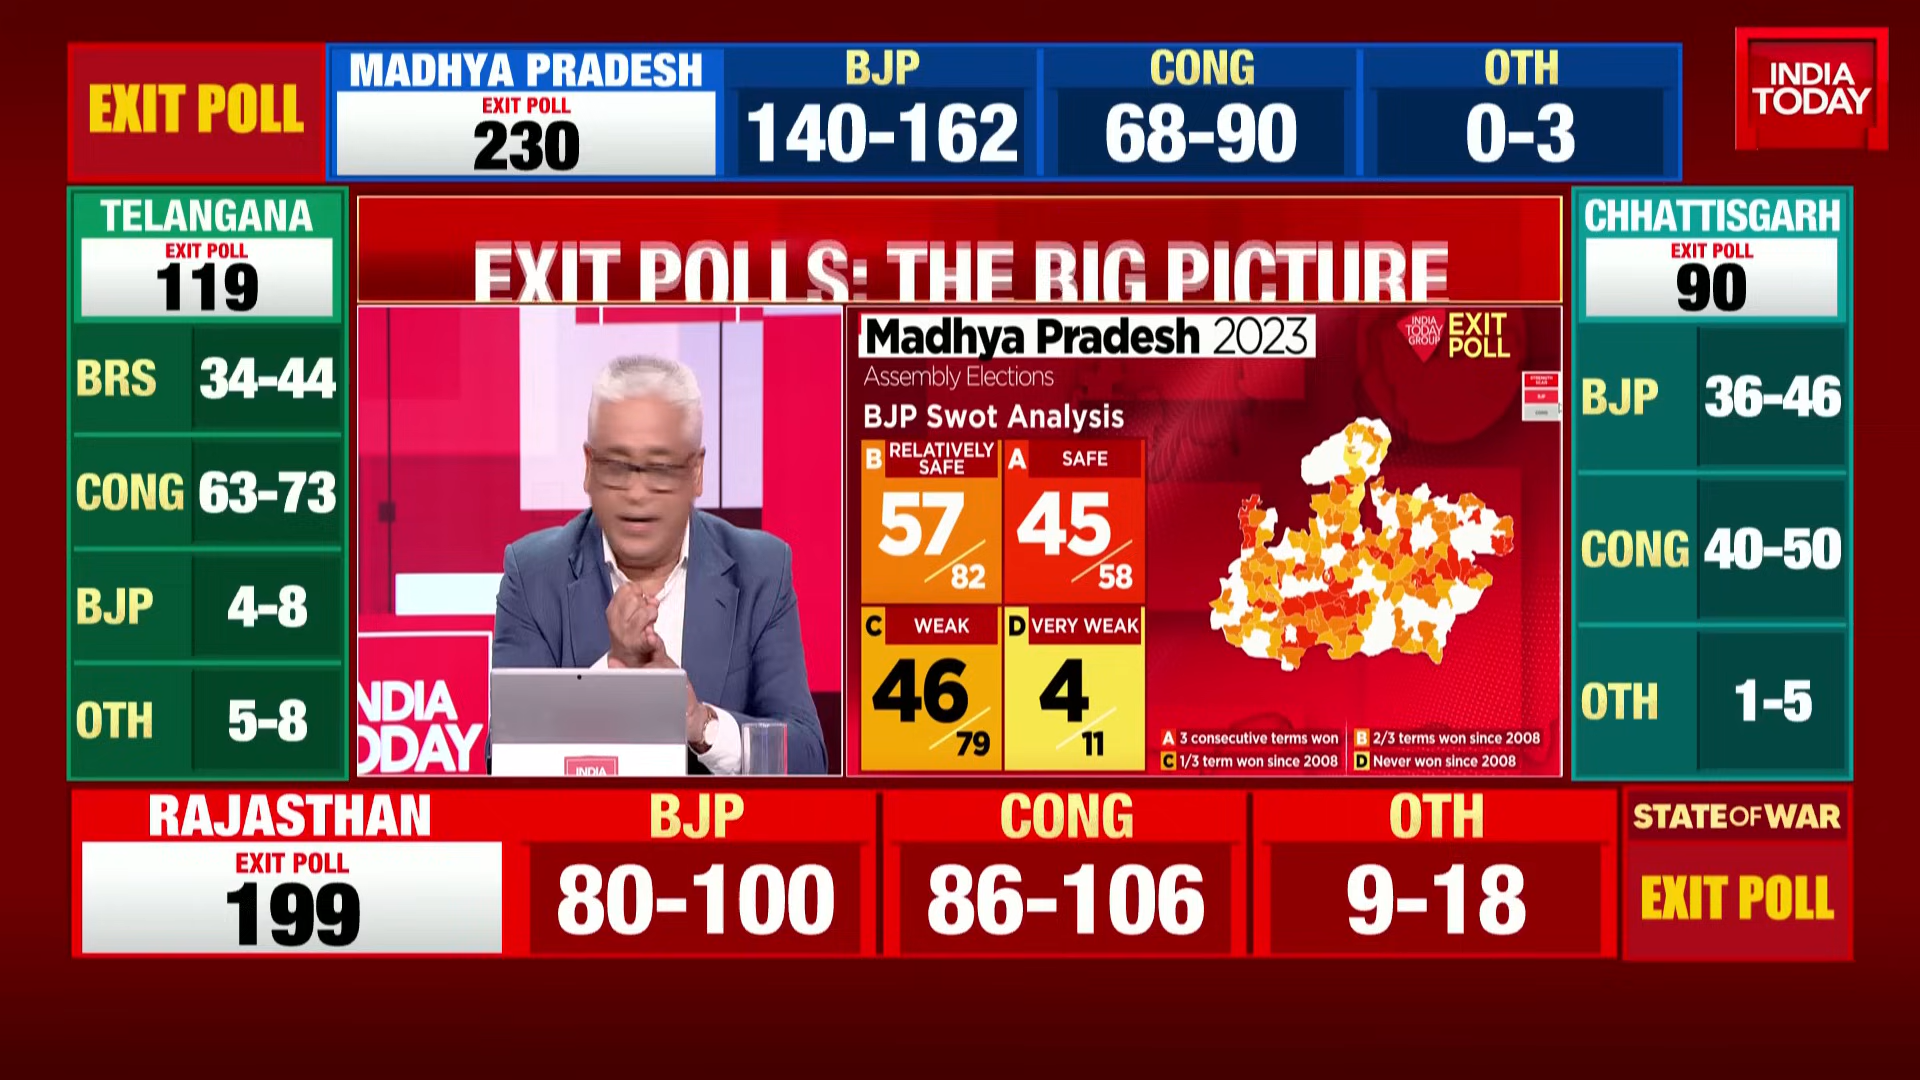 EXIT POLL
MADHYA PRADESH
EXIT POLL
230
BJP
140-162
CONG
68-90
OTH
0-3
INDIA
TODAY
TELANGANA
EXIT POLL
119
BRS 34-44
CONG 63-73
BJP 4-8
OTH 5-8
EXIT POLLS: THE BIG PICTURE
NDIA
ODAY
INDIA
Madhya Pradesh 2023
Assembly Elections
INDIA
TODAY
GROUP
EXIT
POLL
BJP Swot Analysis
B RELATIVELY
SAFE
57/82
A SAFE
45/58
C WEAK
46/79
D VERY WEAK
4/11
A 3 consecutive terms won
B 2/3 terms won since 2008
C 1/3 term won since 2008
D Never won since 2008
CHHATTISGARH
EXIT POLL
90
BJP 36-46
CONG 40-50
OTH 1-5
RAJASTHAN
EXIT POLL
199
BJP
80-100
CONG
86-106
OTH
9-18
STATE OF WAR
EXIT POLL